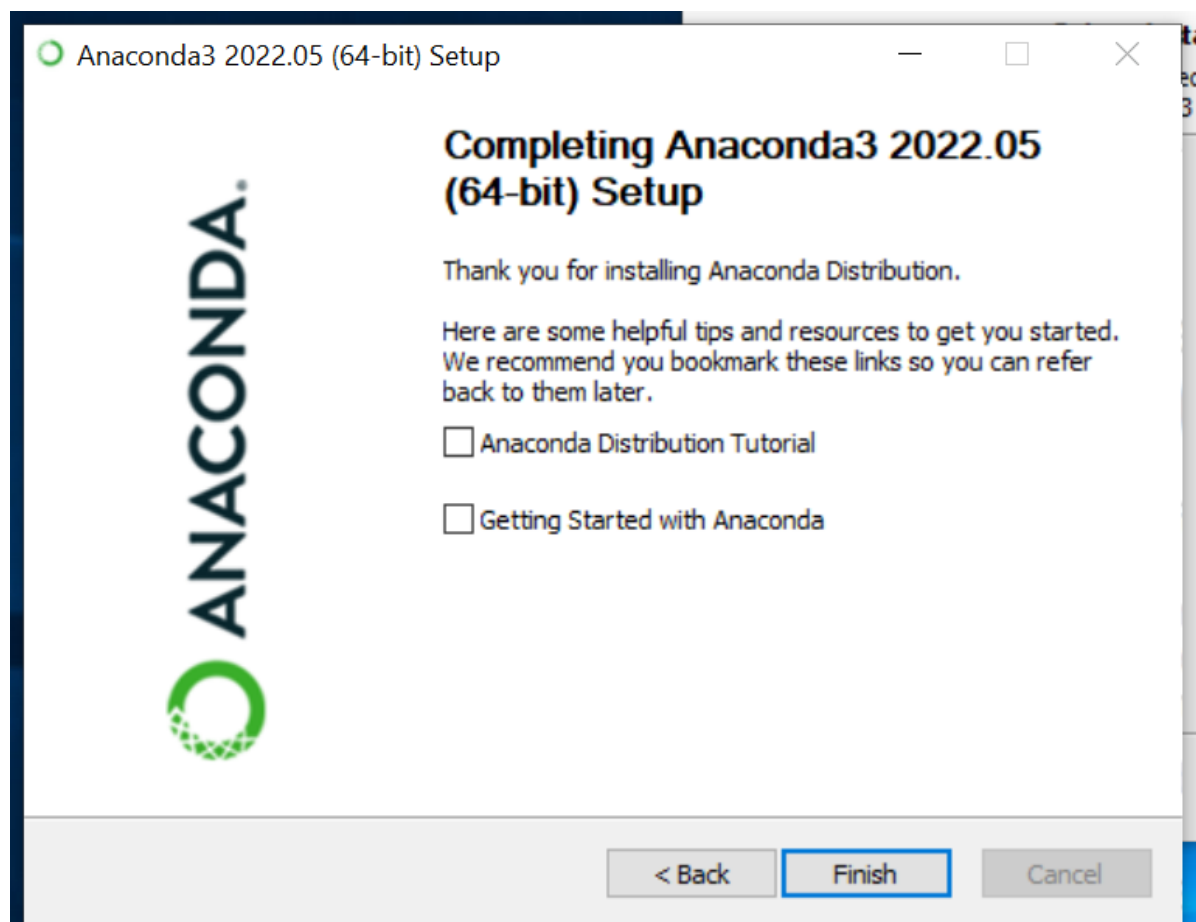 Anaconda3 2022.05 (64-bit) Setup
Completing Anaconda3 2022.05
(64-bit) Setup
Thank you for installing Anaconda Distribution.
Here are some helpful tips and resources to get you started.
We recommend you bookmark these links so you can refer
back to them later.
Anaconda Distribution Tutorial
Getting Started with Anaconda
ANACONDA.
< Back
Finish
Cancel